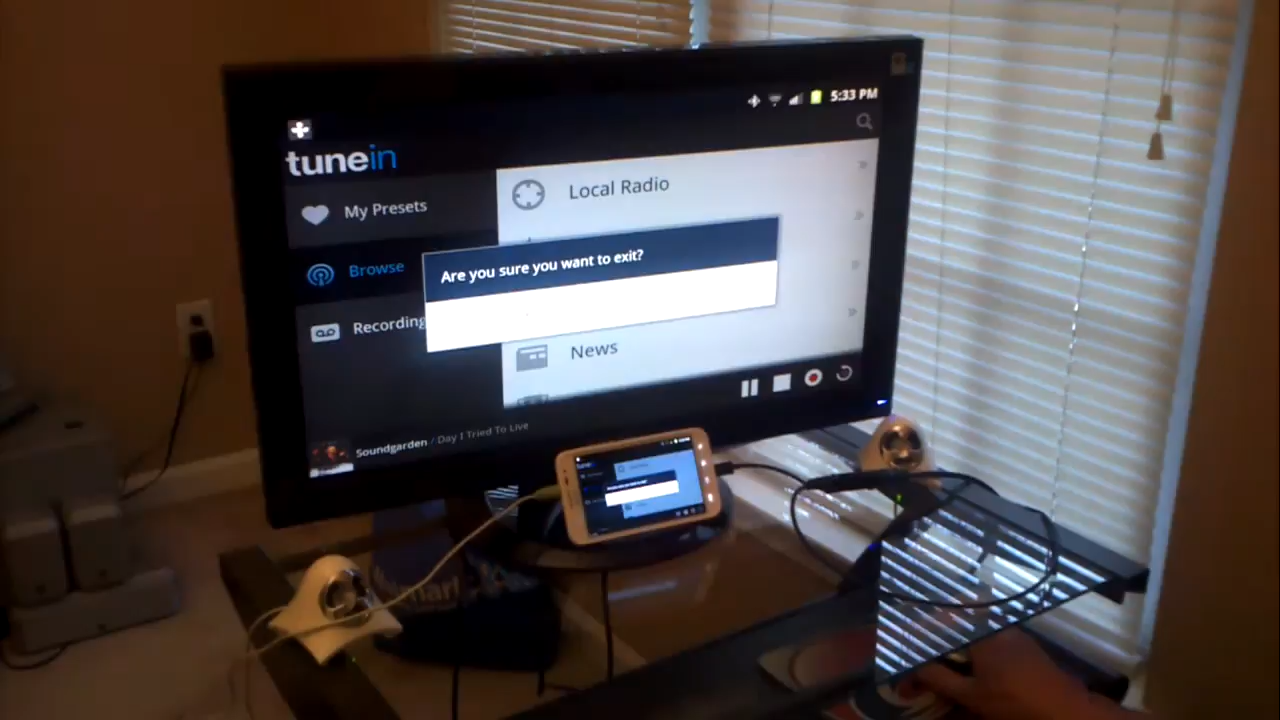 5:33 PM
tunein
My Presets
Local Radio
Browse
Are you sure you want to exit?
Recording
News
Soundgarden / Day I Tried To Live